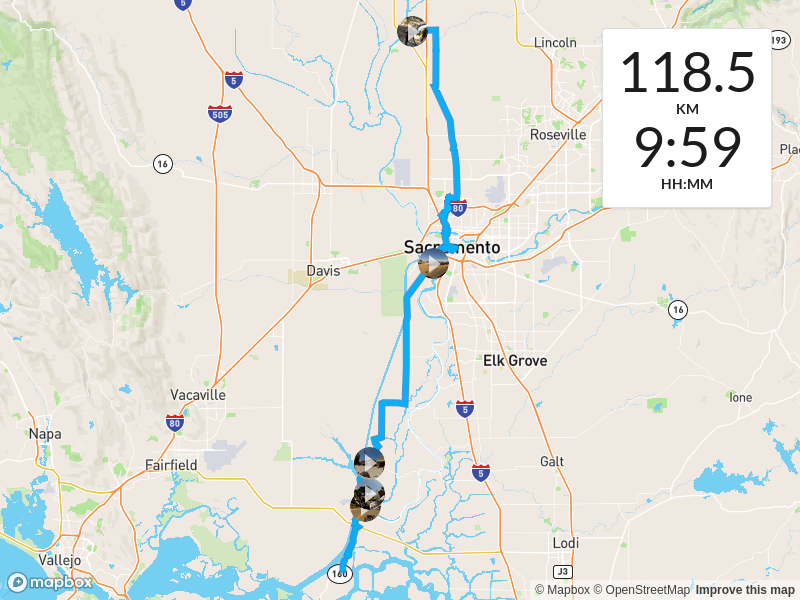 5
Lincoln
193
118.5
KM
9:59
HH:MM
5
505
Roseville
Pla
16
80
Sacramento
Davis
16
Elk Grove
Vacaville
80
5
Ione
Napa
Fairfield
Galt
5
Lodi
Vallejo
160
J3
mapbox
© Mapbox © OpenStreetMap Improve this map